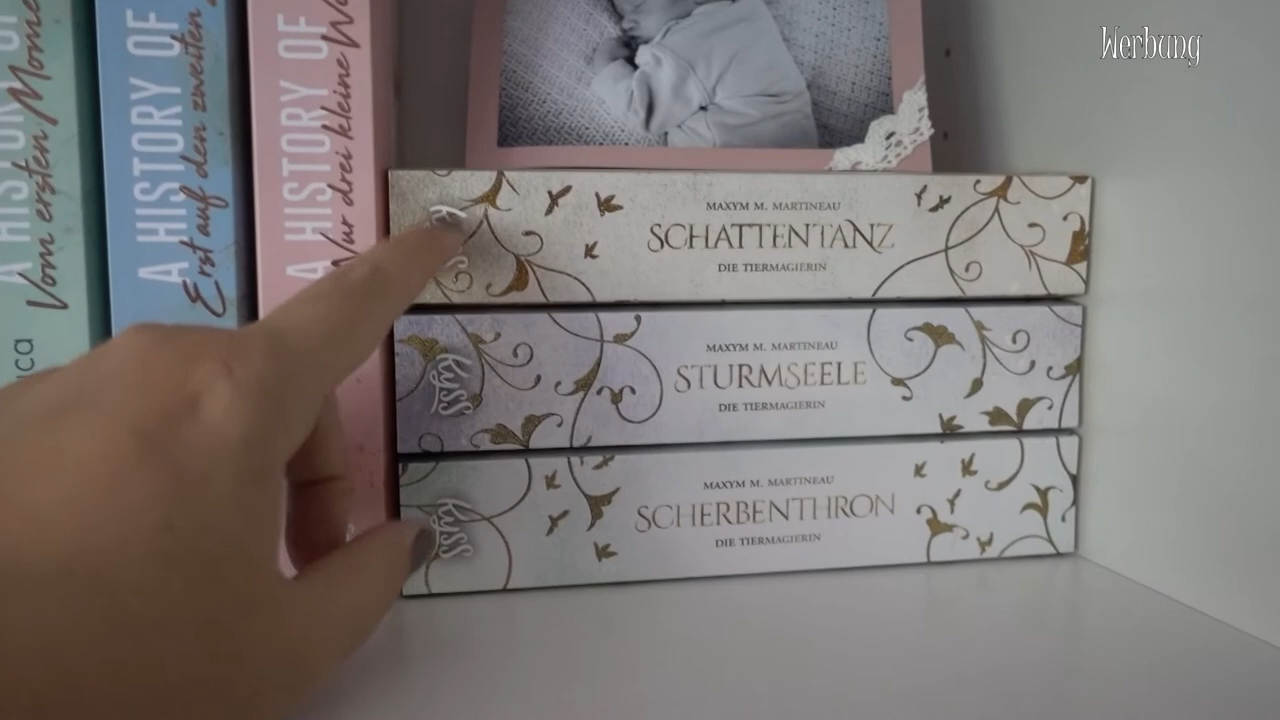 Werbung
A HISTORY OF
Vom ersten
A HISTORY OF
Erst auf den zweiten
A HISTORY OF
Nur drei kleine
MAXYM M. MARTINEAU
SCHATTENTANZ
DIE TIERMAGIERIN
kyss
MAXYM M. MARTINEAU
STURMSEELE
DIE TIERMAGIERIN
kyss
MAXYM M. MARTINEAU
SCHERBENTHRON
DIE TIERMAGIERIN